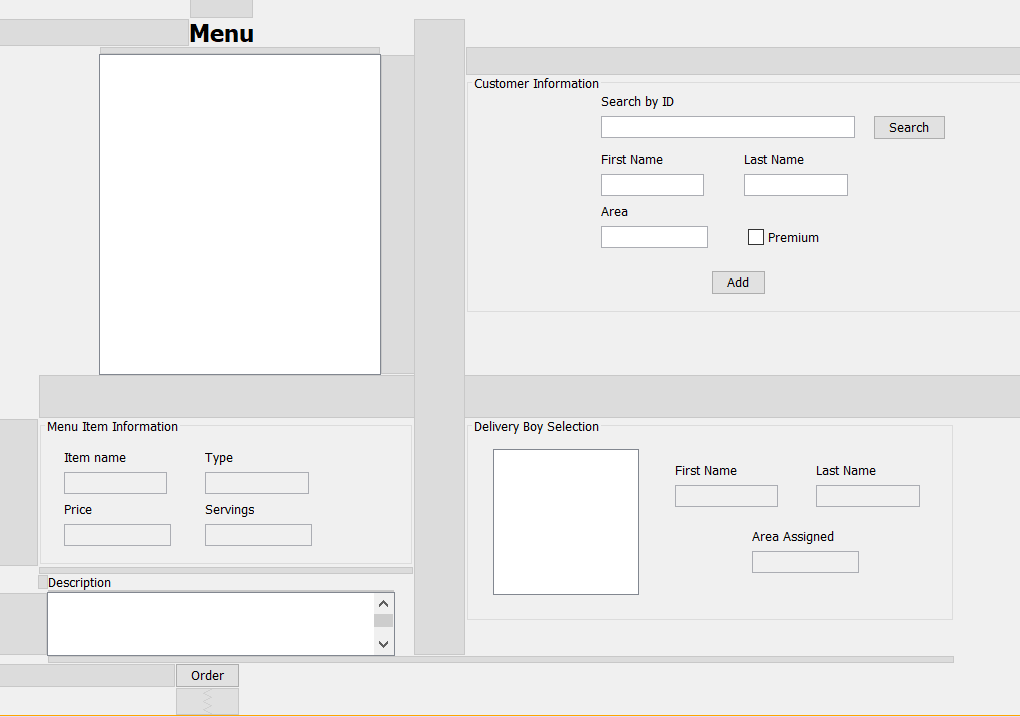 Menu
Customer Information
Search by ID
Search
First Name Last Name
Area
Premium
Add
Menu Item Information
Item name Type
Price Servings
Description
Order
Delivery Boy Selection
First Name Last Name
Area Assigned